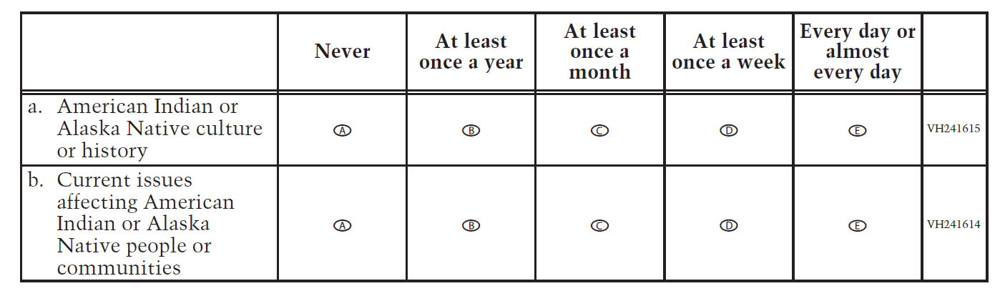 Never
At least
once a year
At least
once a
month
At least
once a week
Every day or
almost
every day
a. American Indian or
Alaska Native culture
or history
A
B
C
D
E
VH241615
b. Current issues
affecting American
Indian or Alaska
Native people or
communities
A
B
C
D
E
VH241614